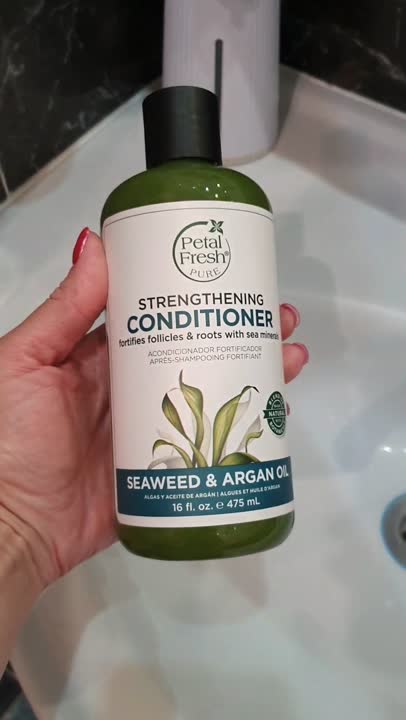 Petal
Fresh®
PURE
STRENGTHENING
CONDITIONER
fortifies follicles & roots with sea minerals
ACONDICIONADOR FORTIFICADOR
APRÈS-SHAMPOOING FORTIFIANT
NATURAL
SEAWEED & ARGAN OIL
ALGAS Y ACEITE DE ARGÁN | ALGUES ET HUILE D'ARGAN
16 fl. oz. ℮ 475 mL